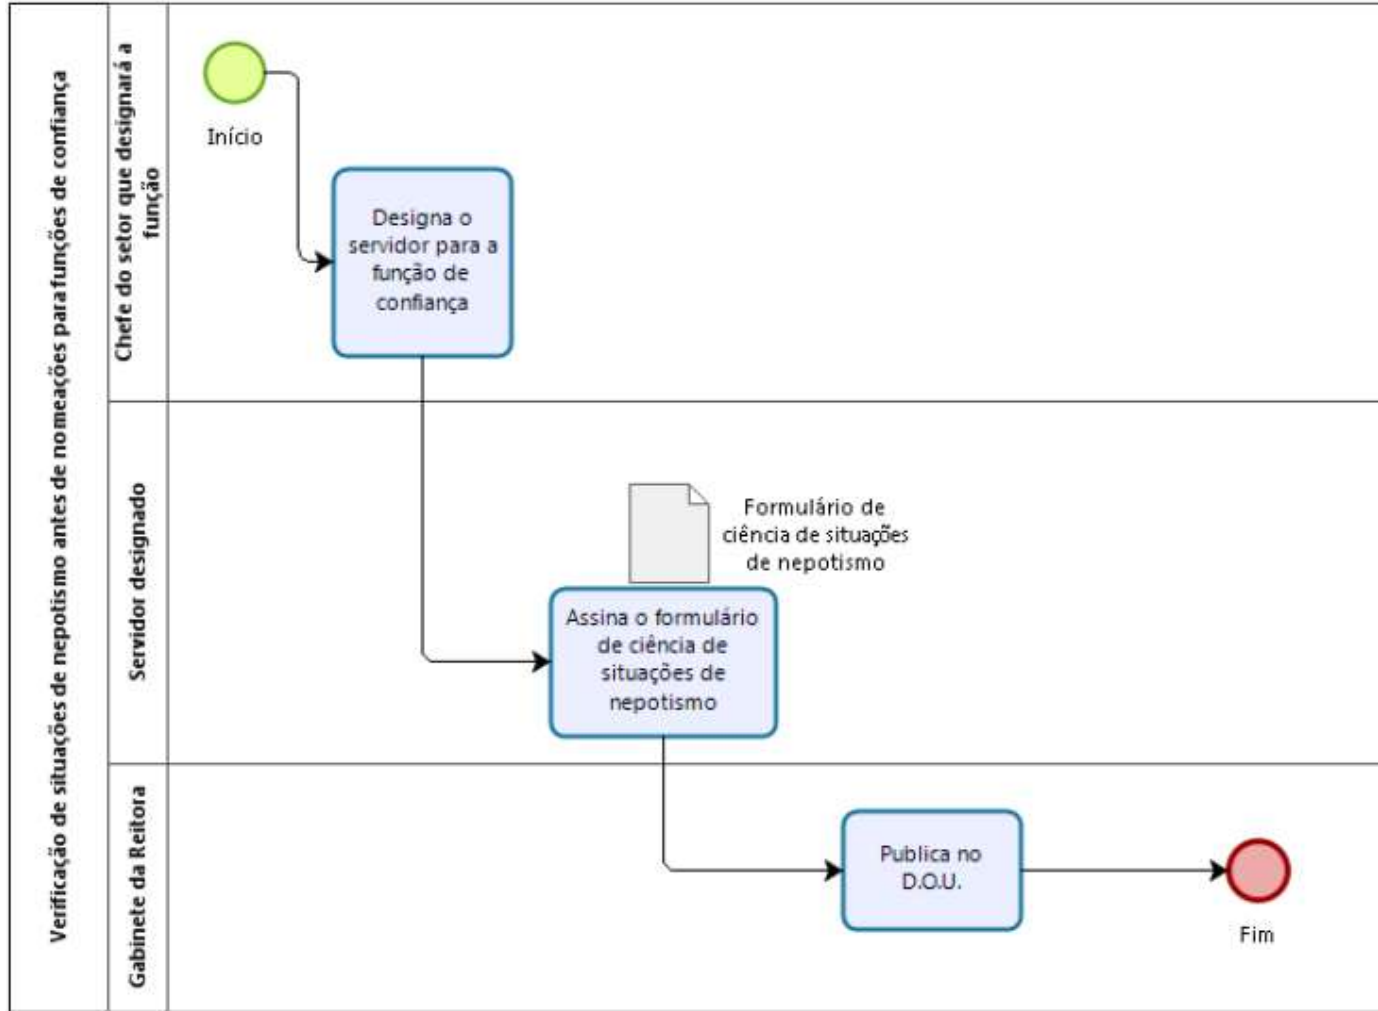 Verificação de situações de nepotismo antes de nomeações para funções de confiança
Chefe do setor que designará a
função
Início
Designa o
servidor para a
função de
confiança
Servidor designado
Formulário de
ciência de situações
de nepotismo
Assina o formulário
de ciência de
situações de
nepotismo
Gabinete da Reitora
Publica no
D.O.U.
Fim